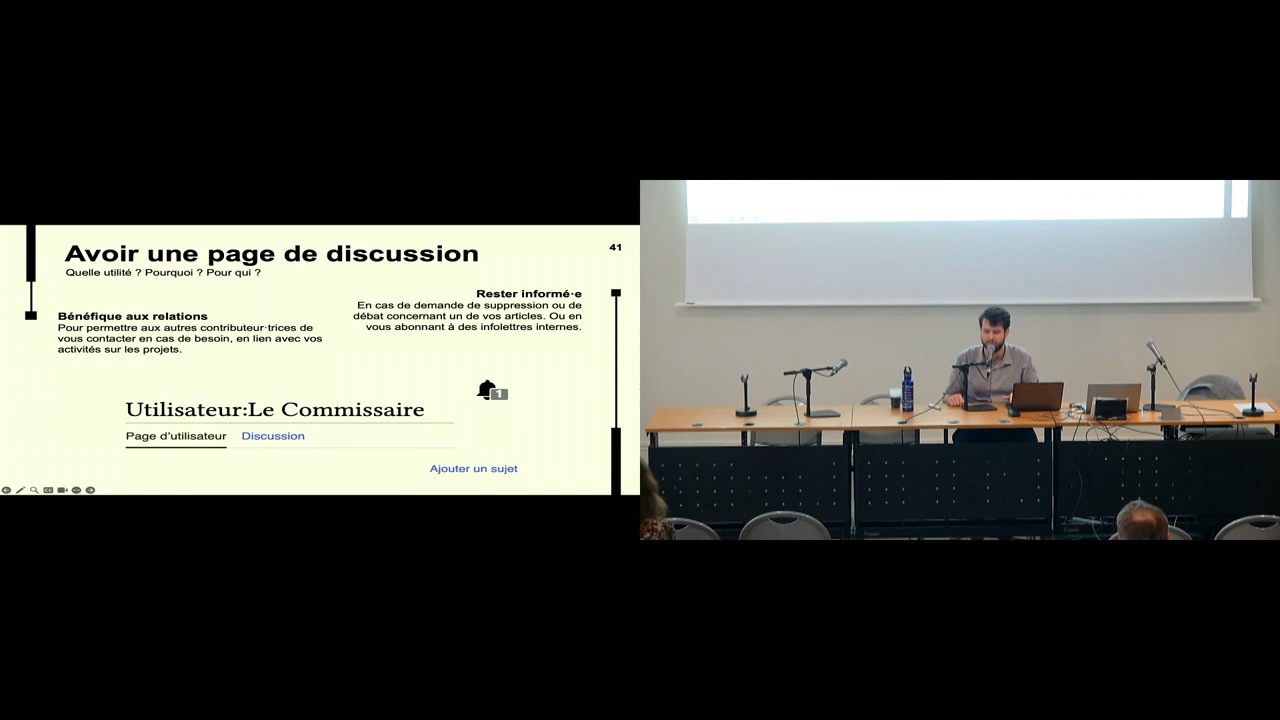 Avoir une page de discussion
41
Quelle utilité ? Pourquoi ? Pour qui ?
Rester informé·e
En cas de demande de suppression ou de
débat concernant un de vos articles. Ou en
vous abonnant à des infolettres internes.
Bénéfique aux relations
Pour permettre aux autres contributeur·trices de
vous contacter en cas de besoin, en lien avec vos
activités sur les projets.
1
Utilisateur:Le Commissaire
Page d'utilisateur Discussion
Ajouter un sujet